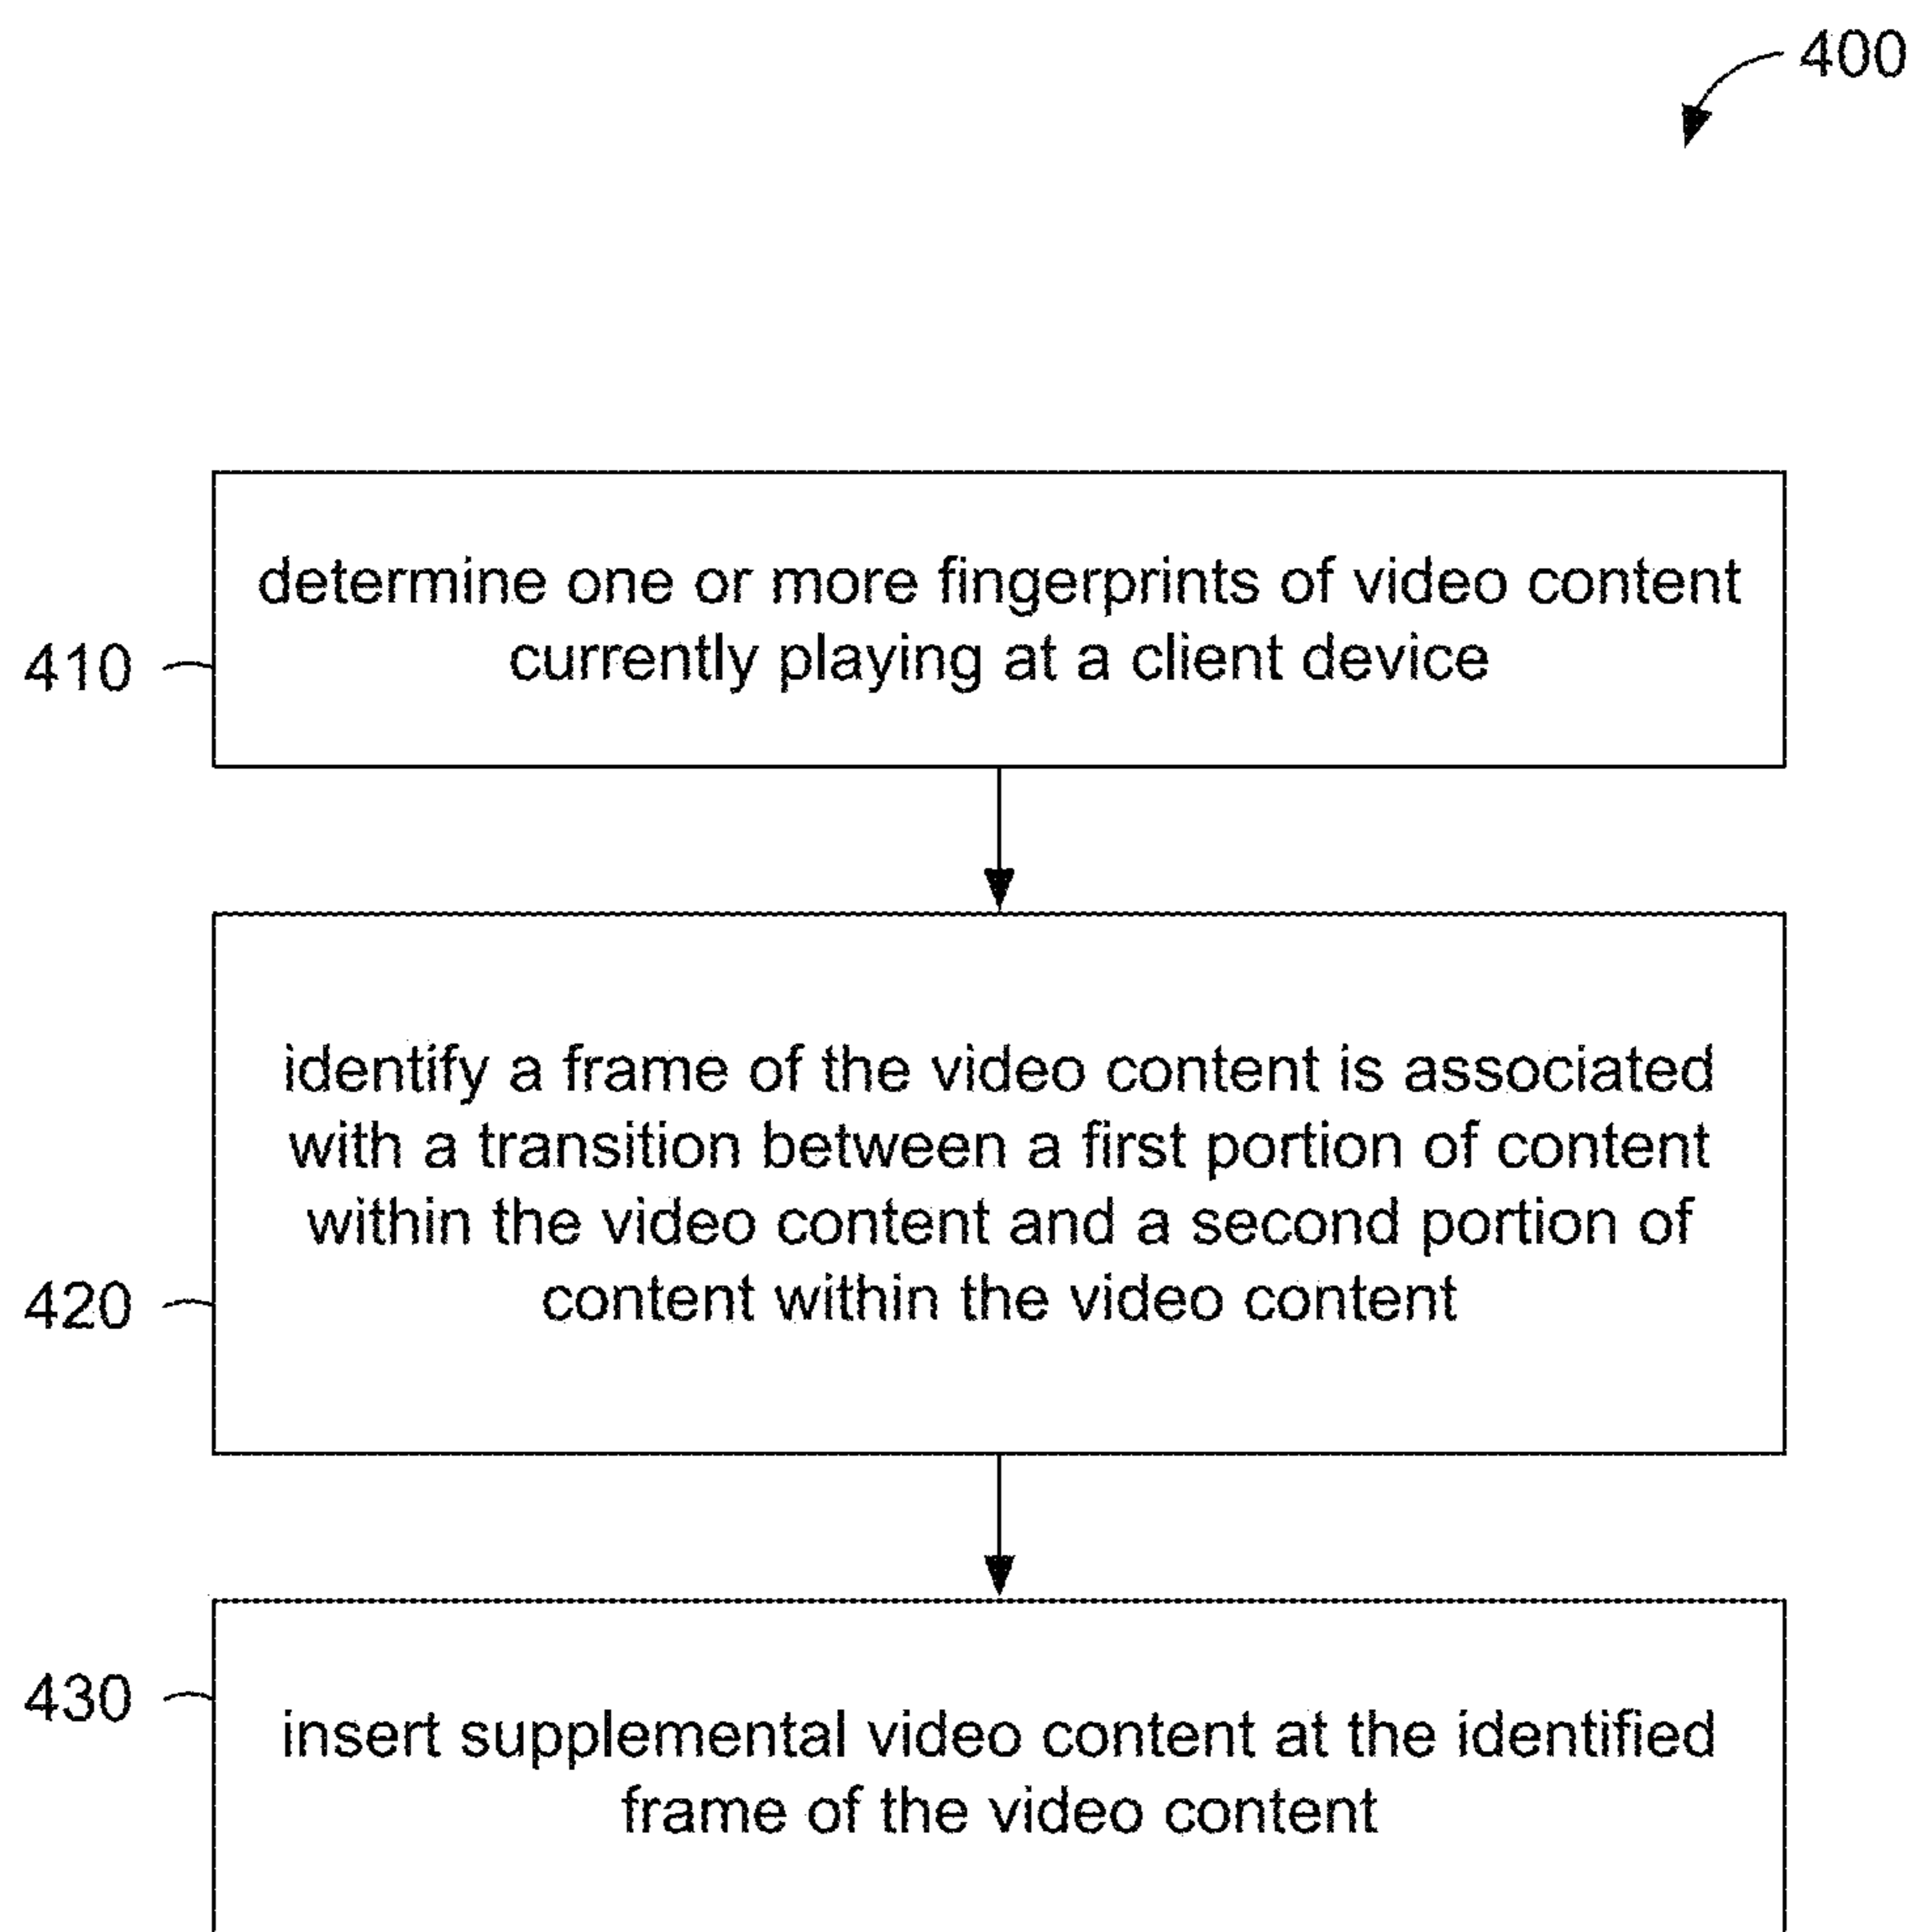 400
determine one or more fingerprints of video content
currently playing at a client device
410
identify a frame of the video content is associated
with a transition between a first portion of content
within the video content and a second portion of
content within the video content
420
430
insert supplemental video content at the identified
frame of the video content